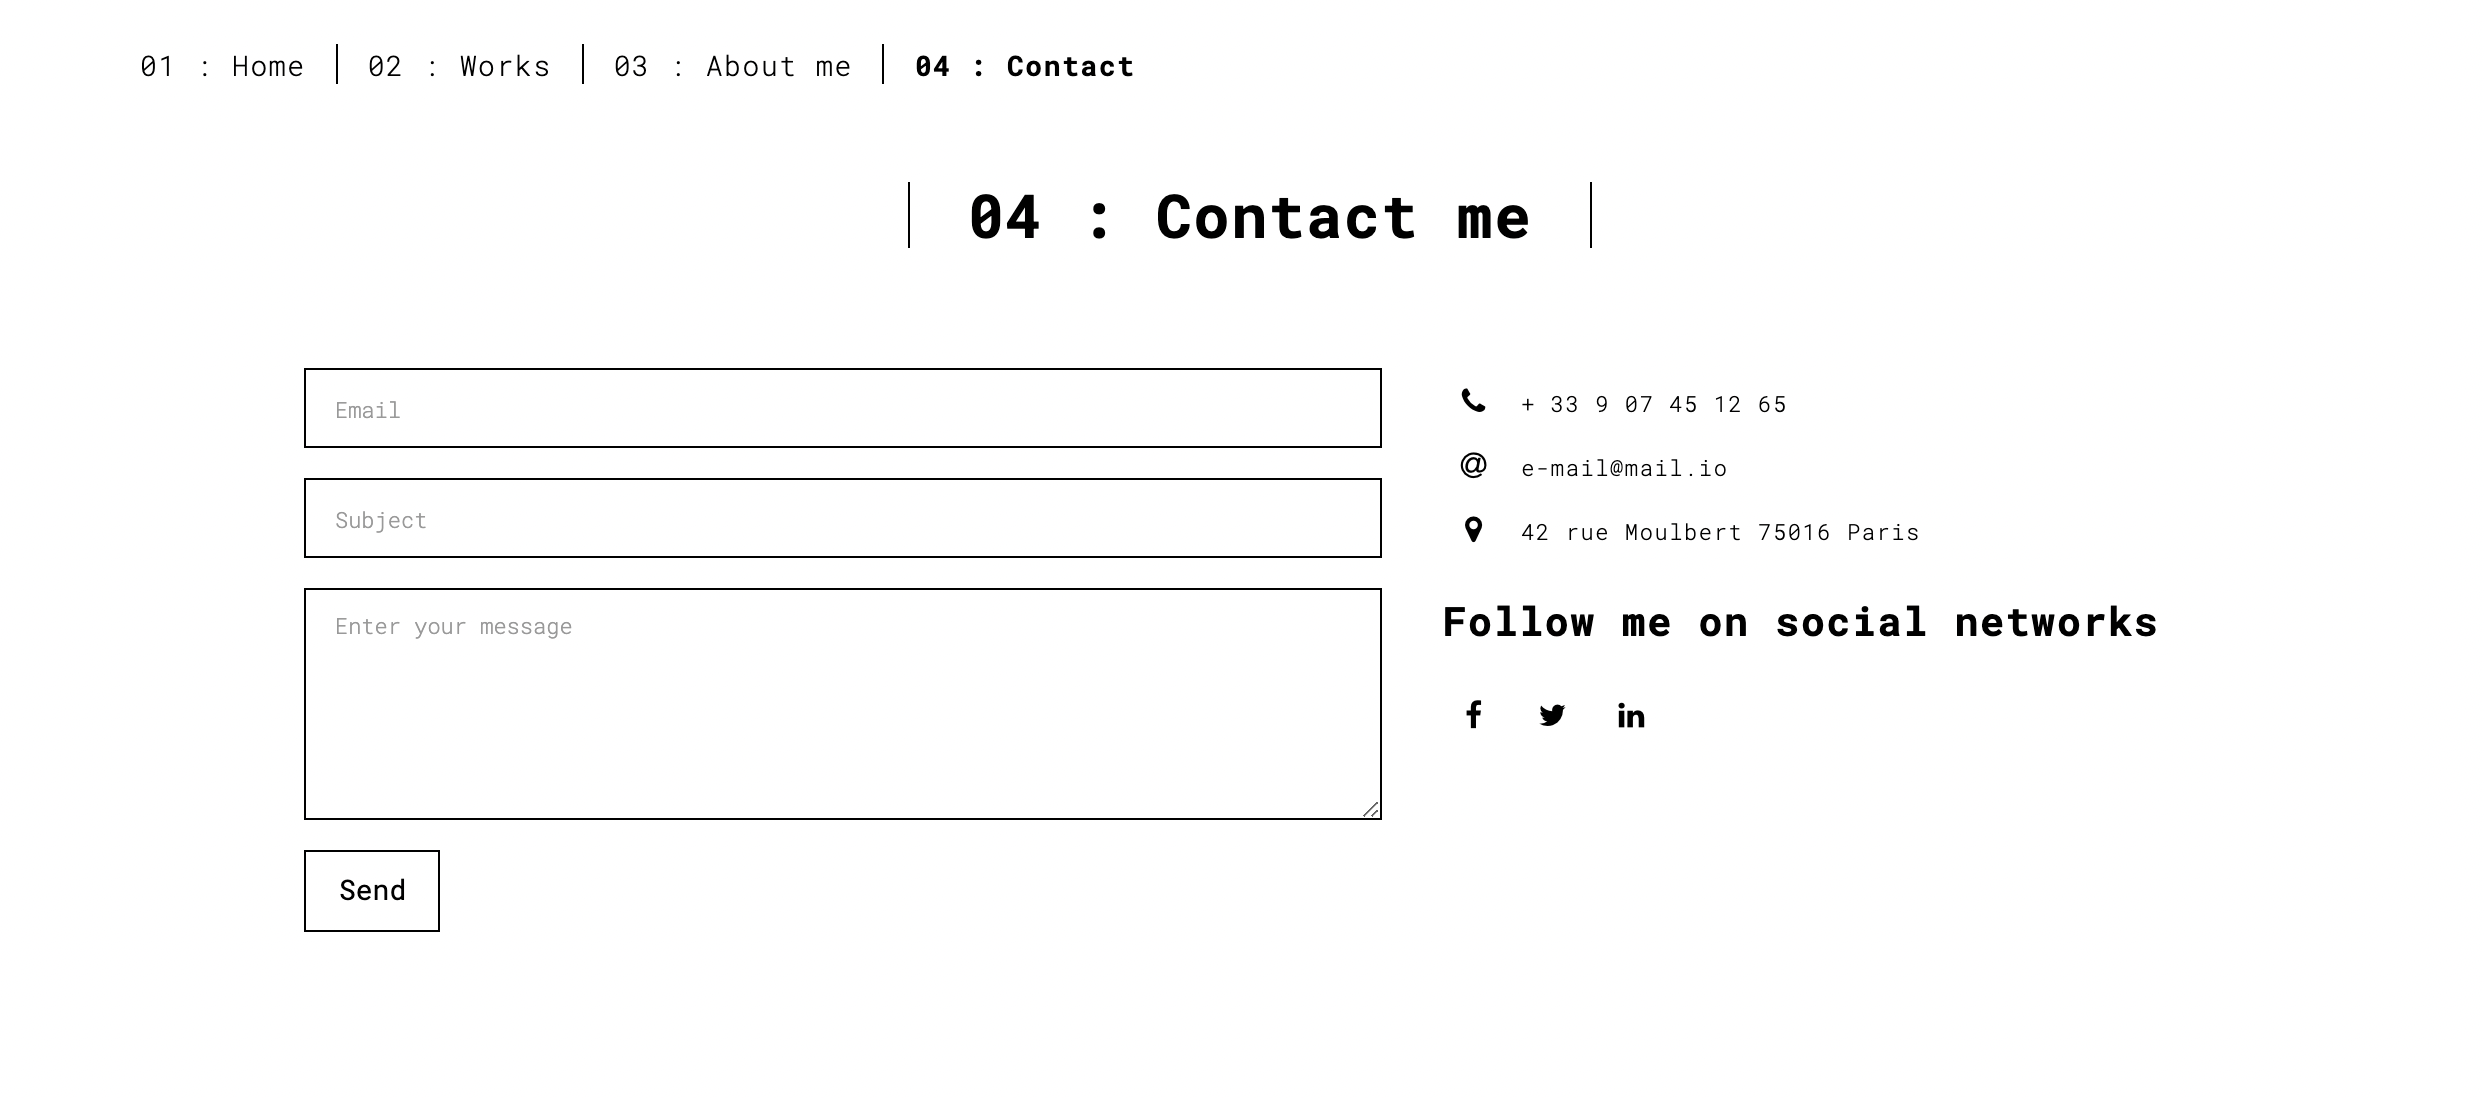 01 : Home
02 : Works
03 : About me
04 : Contact
04 : Contact me
Email
Subject
Enter your message
Send
+ 33 9 07 45 12 65
e-mail@mail.io
42 rue Moulbert 75016 Paris
Follow me on social networks